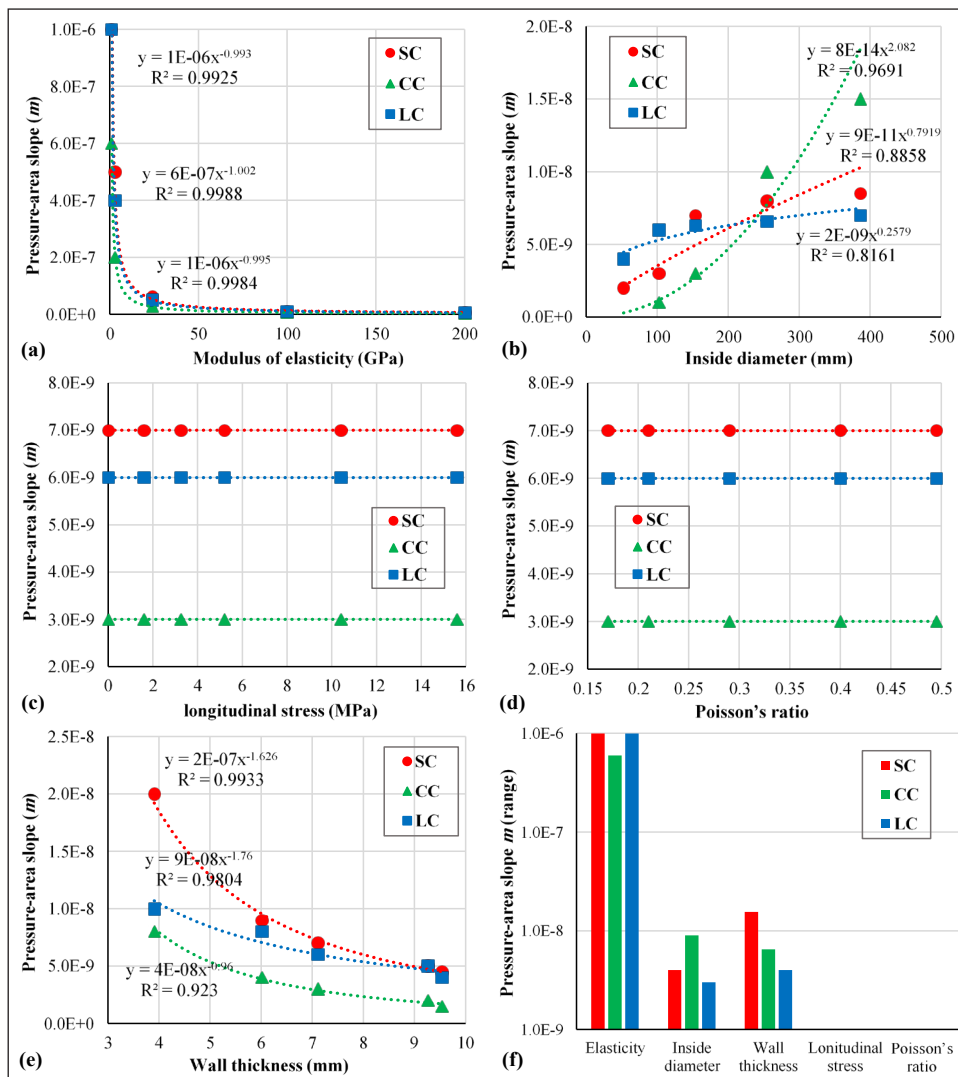 1.0E-6
8.0E-7
6.0E-7
4.0E-7
2.0E-7
0.0E+0
Pressure-area slope (m)
y = 1E-06x^-0.993
R² = 0.9925
y = 6E-07x^-1.002
R² = 0.9988
y = 1E-06x^-0.995
R² = 0.9984
SC
CC
LC
0 50 100 150 200
(a)
Modulus of elasticity (GPa)
2.0E-8
1.5E-8
1.0E-8
5.0E-9
0.0E+0
Pressure-area slope (m)
SC
CC
LC
y = 8E-14x^2.082
R² = 0.9691
y = 9E-11x^0.7919
R² = 0.8858
y = 2E-09x^0.2579
R² = 0.8161
0 100 200 300 400 500
(b)
Inside diameter (mm)
8.0E-9
7.0E-9
6.0E-9
5.0E-9
4.0E-9
3.0E-9
2.0E-9
Pressure-area slope (m)
SC
CC
LC
0 2 4 6 8 10 12 14 16
(c)
longitudinal stress (MPa)
8.0E-9
7.0E-9
6.0E-9
5.0E-9
4.0E-9
3.0E-9
2.0E-9
Pressure-area slope (m)
SC
CC
LC
0.15 0.2 0.25 0.3 0.35 0.4 0.45 0.5
(d)
Poisson's ratio
2.5E-8
2.0E-8
1.5E-8
1.0E-8
5.0E-9
0.0E+0
Pressure-area slope (m)
y = 2E-07x^-1.626
R² = 0.9933
y = 9E-08x^-1.76
R² = 0.9804
y = 4E-08x^-0.96
R² = 0.923
SC
CC
LC
3 4 5 6 7 8 9 10
(e)
Wall thickness (mm)
1.0E-6
1.0E-7
1.0E-8
1.0E-9
Pressure-area slope m (range)
SC
CC
LC
Elasticity
Inside
diameter
Wall
thickness
Lonitudinal
stress
Poisson's
ratio
(f)